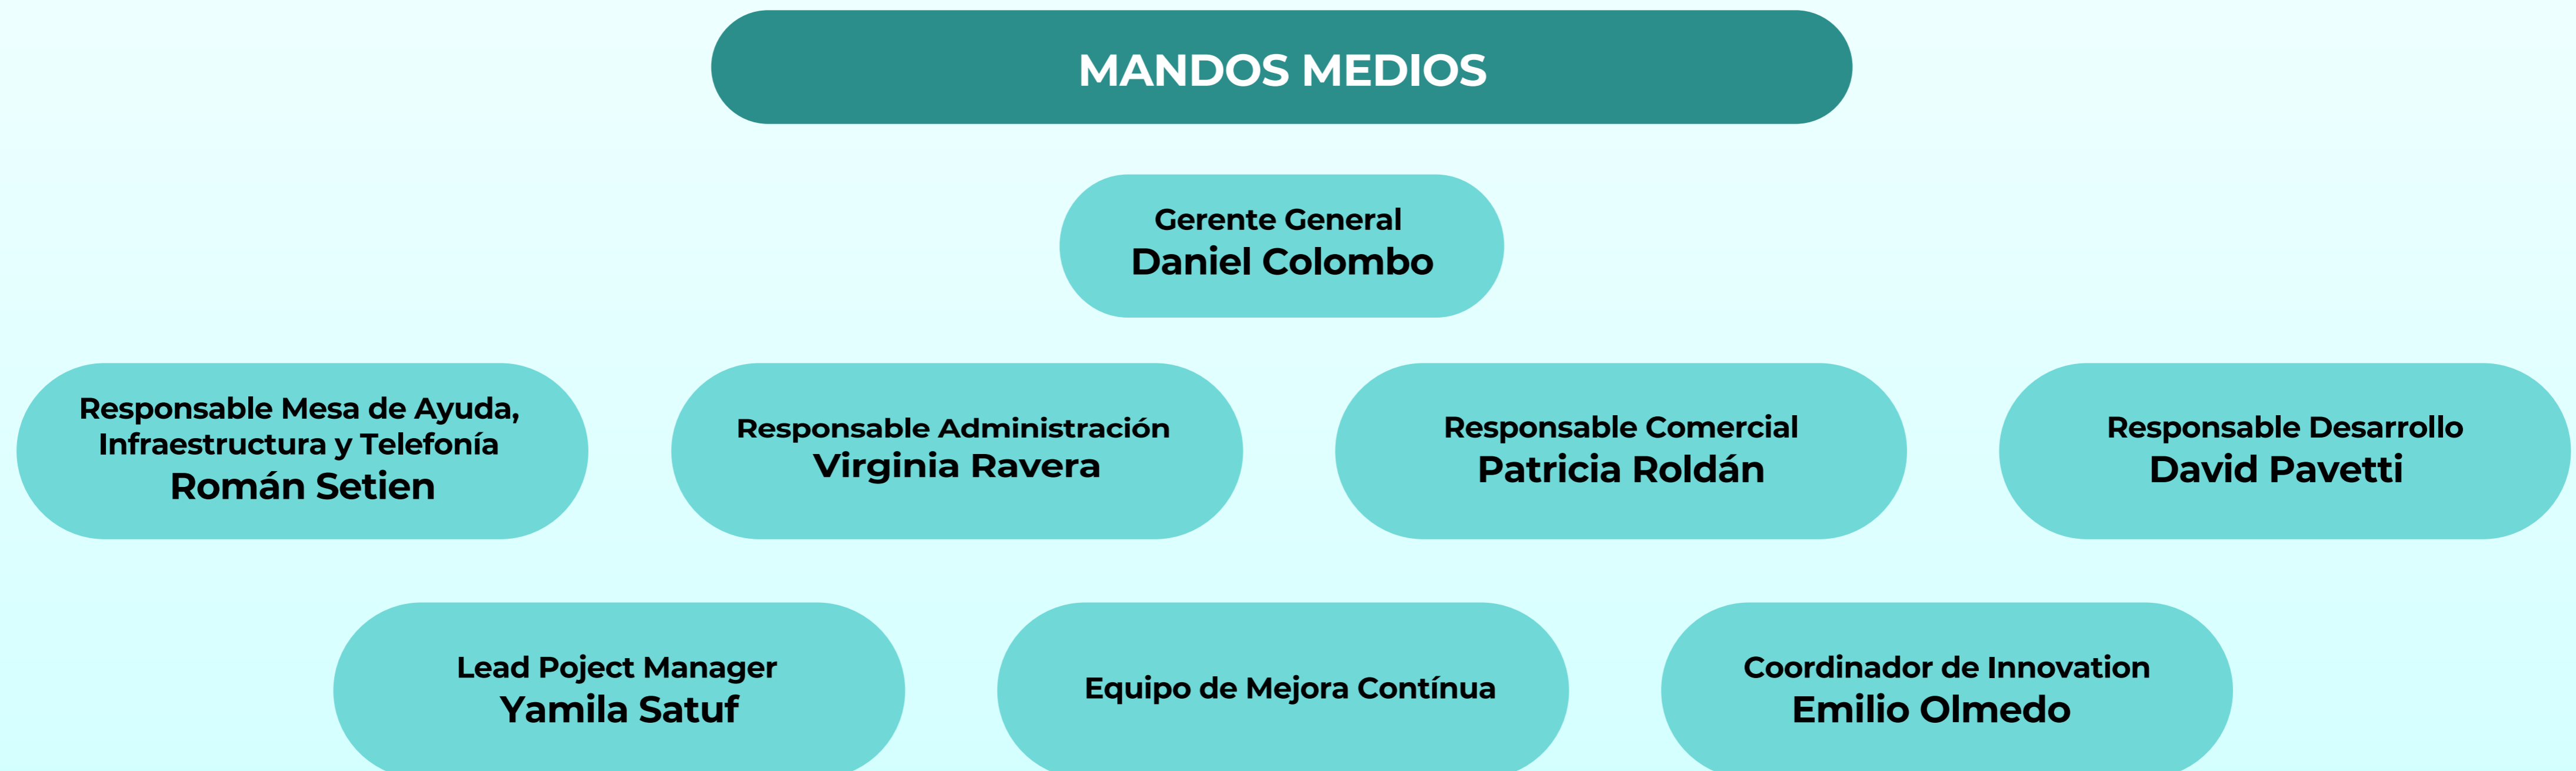 MANDOS MEDIOS
Gerente General
Daniel Colombo
Responsable Mesa de Ayuda,
Infraestructura y Telefonía
Román Setien
Responsable Administración
Virginia Ravera
Responsable Comercial
Patricia Roldán
Responsable Desarrollo
David Pavetti
Lead Poject Manager
Yamila Satuf
Equipo de Mejora Contínua
Coordinador de Innovation
Emilio Olmedo